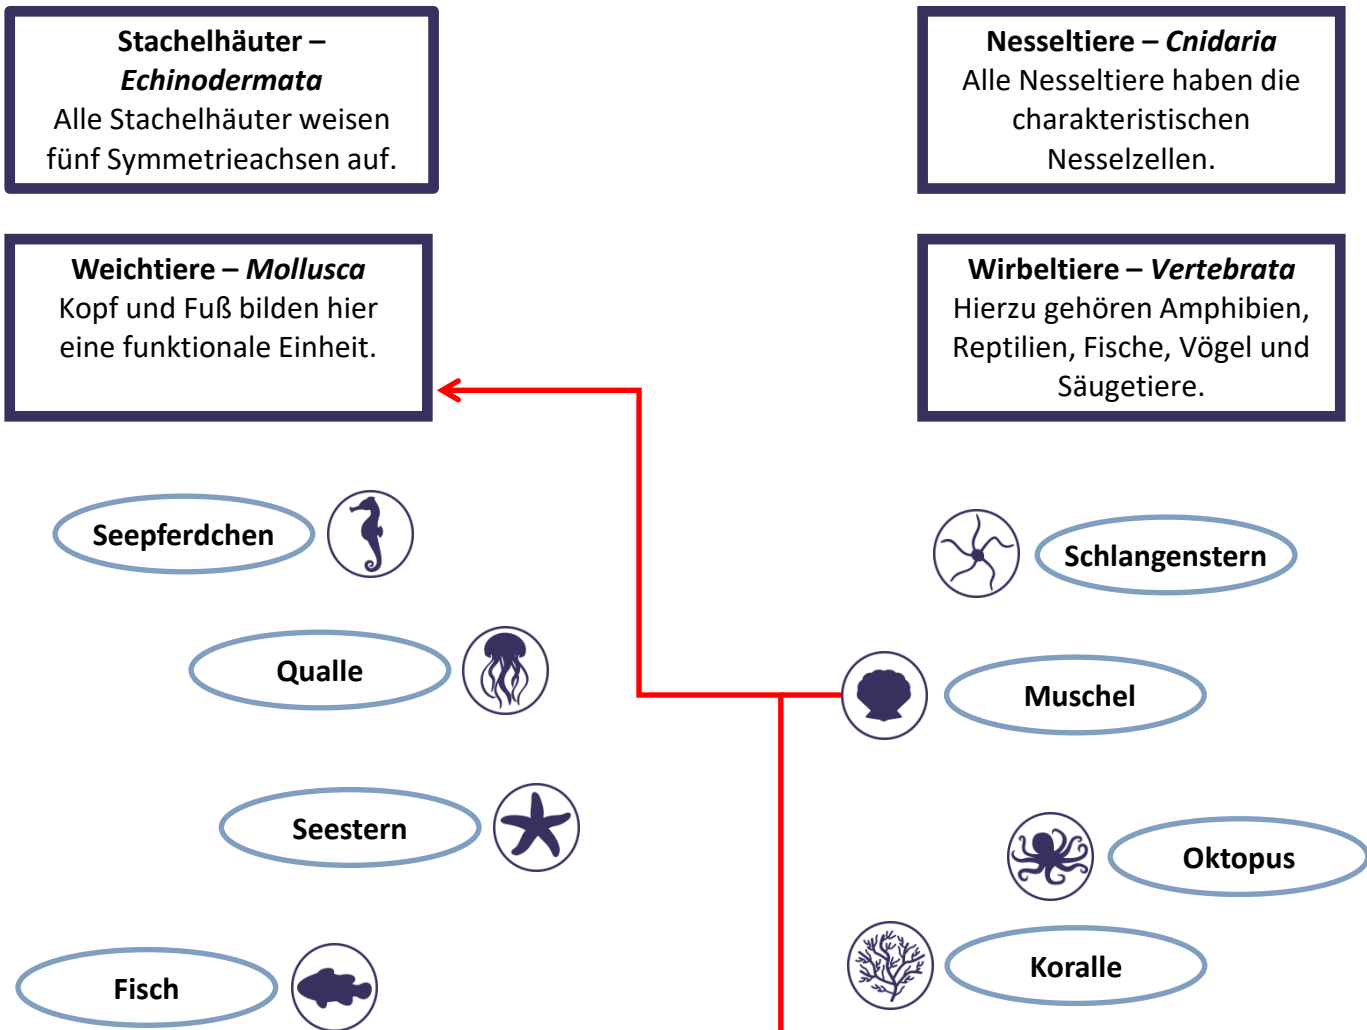 Stachelhäuter –
Echinodermata
Alle Stachelhäuter weisen
fünf Symmetrieachsen auf.
Nesseltiere – Cnidaria
Alle Nesseltiere haben die
charakteristischen
Nesselzellen.
Weichtiere – Mollusca
Kopf und Fuß bilden hier
eine funktionale Einheit.
Wirbeltiere – Vertebrata
Hierzu gehören Amphibien,
Reptilien, Fische, Vögel und
Säugetiere.
Seepferdchen
Schlangenstern
Qualle
Muschel
Seestern
Oktopus
Fisch
Koralle